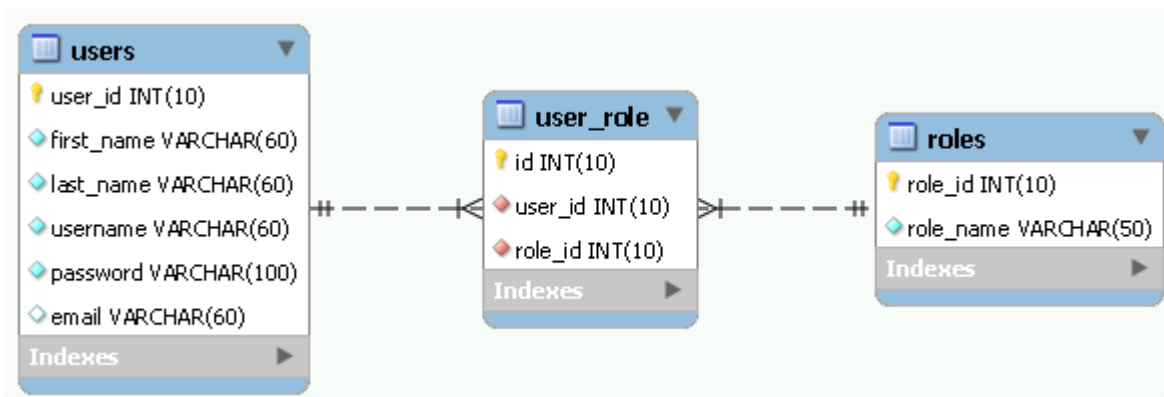 users
user_id INT(10)
first_name VARCHAR(60)
last_name VARCHAR(60)
username VARCHAR(60)
password VARCHAR(100)
email VARCHAR(60)
Indexes
user_role
id INT(10)
user_id INT(10)
role_id INT(10)
Indexes
roles
role_id INT(10)
role_name VARCHAR(50)
Indexes